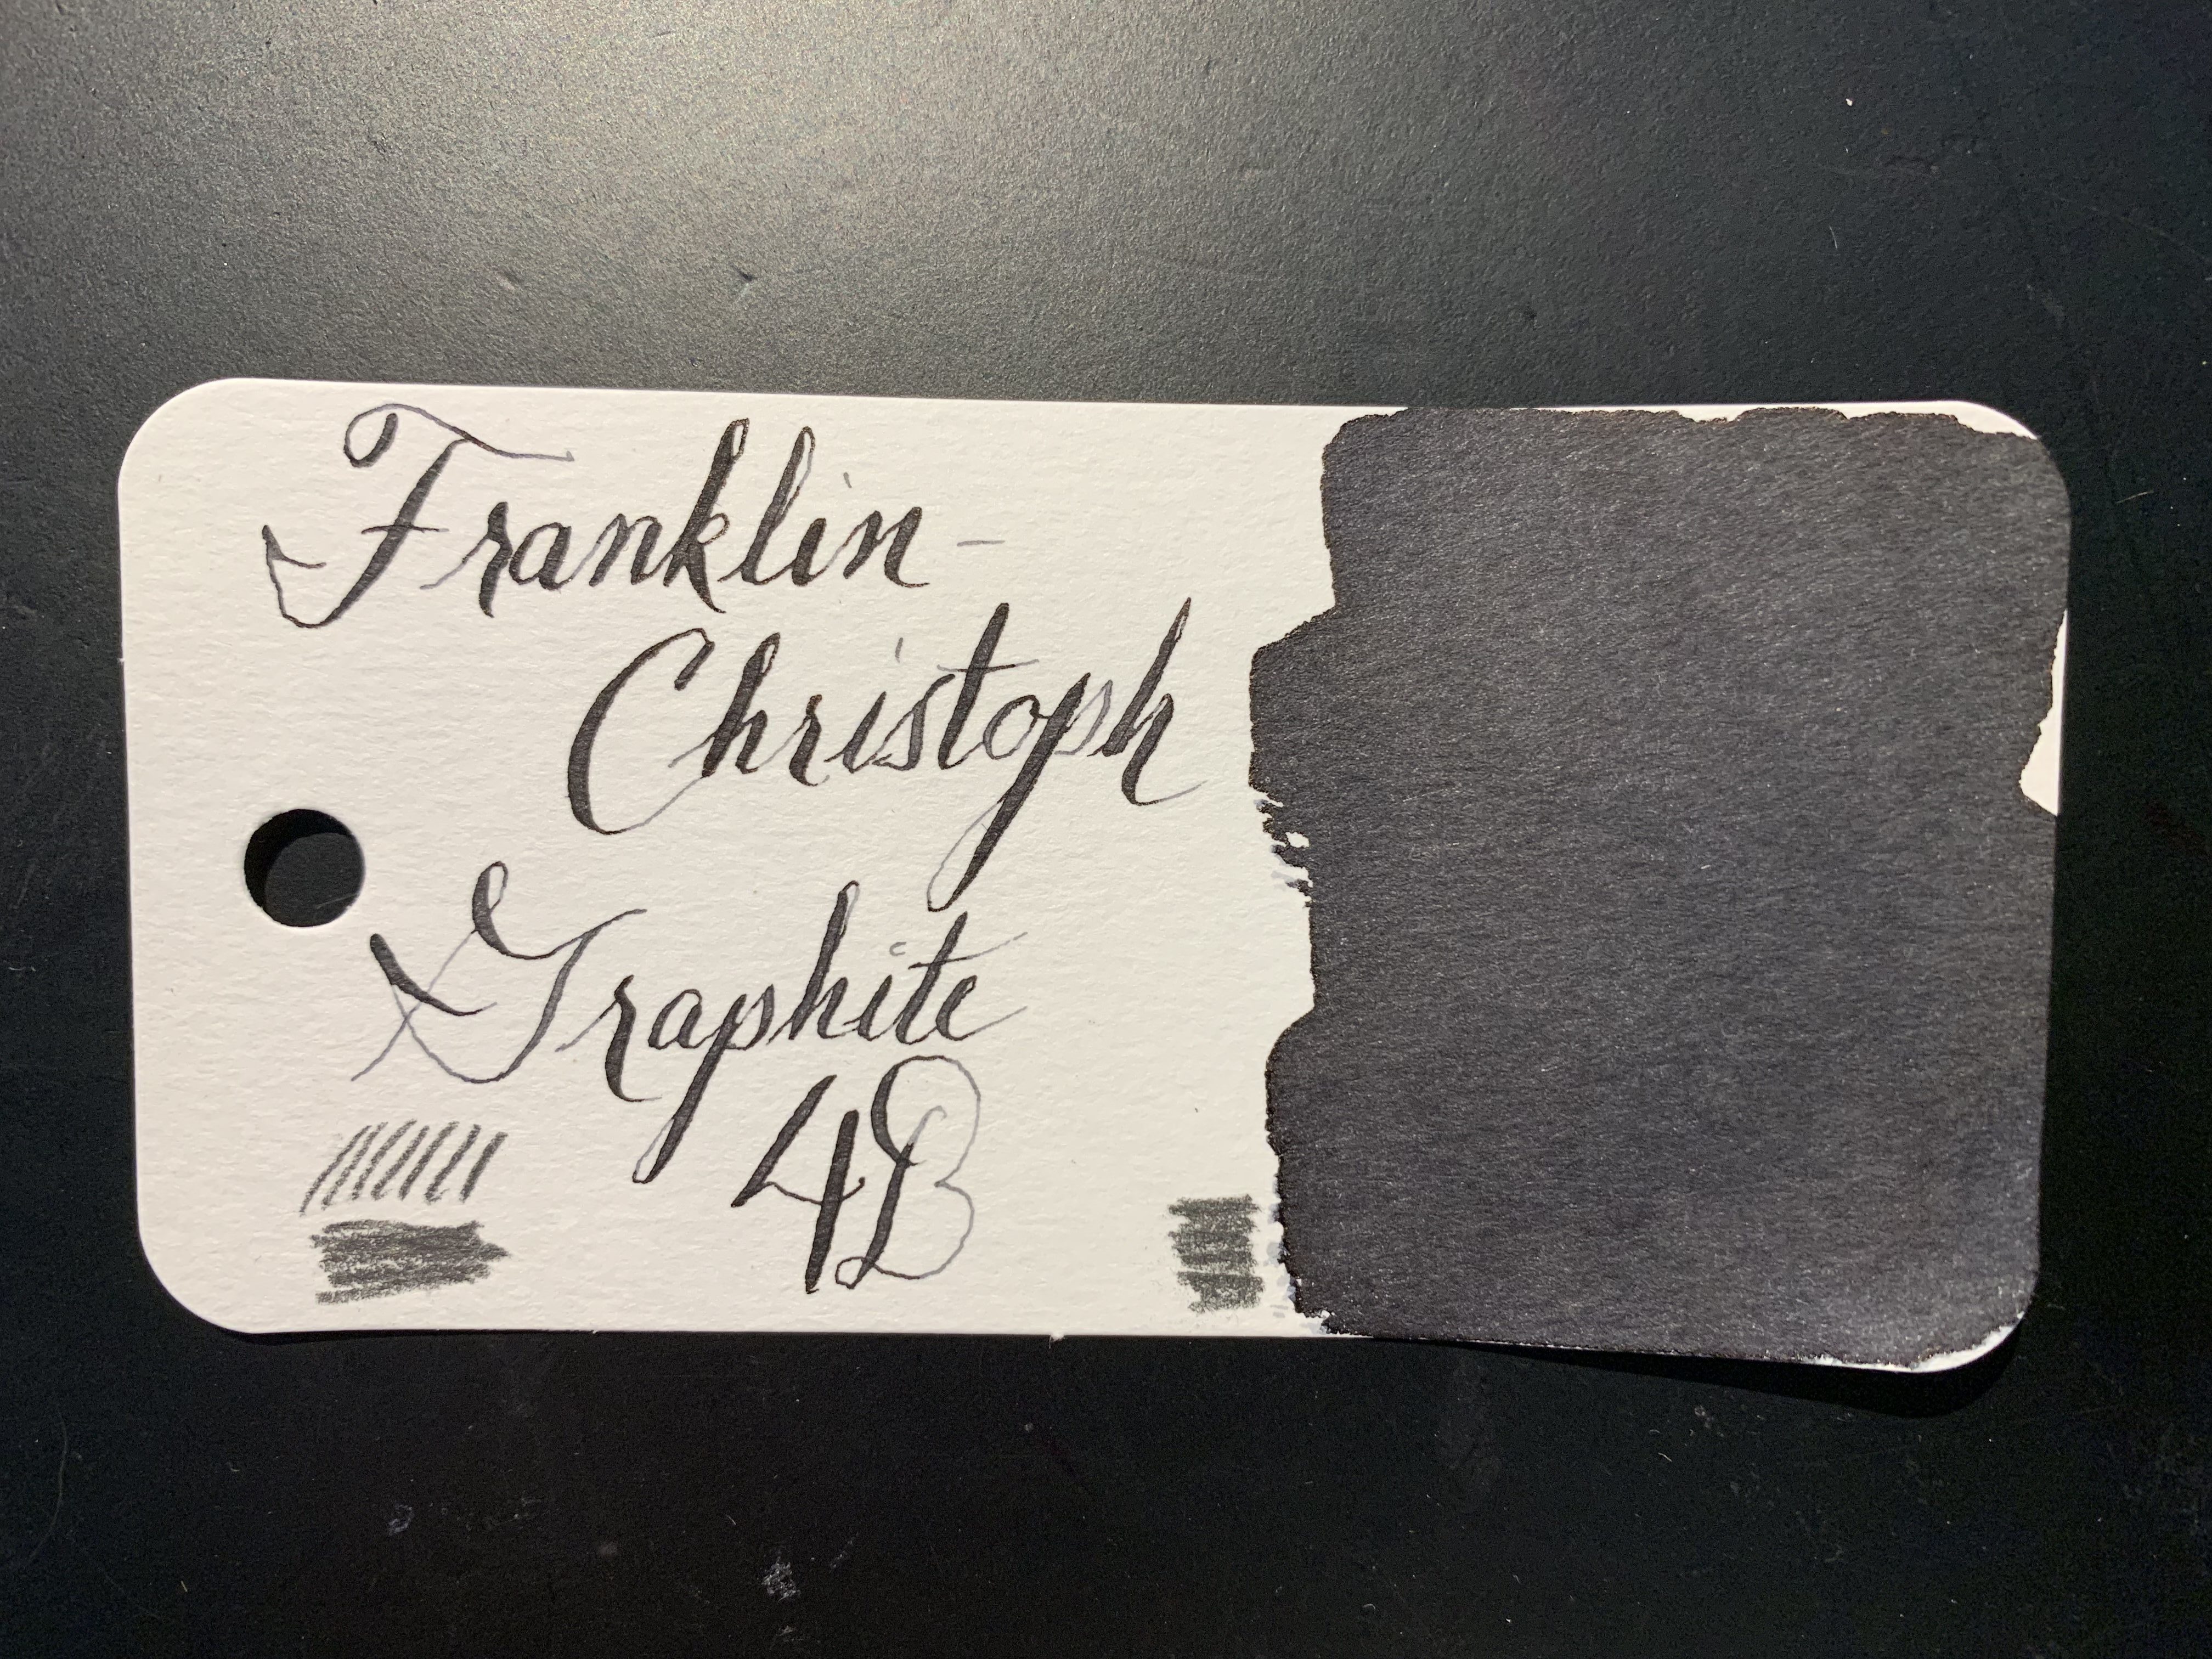 Franklin-
Christoph
Graphite
4B